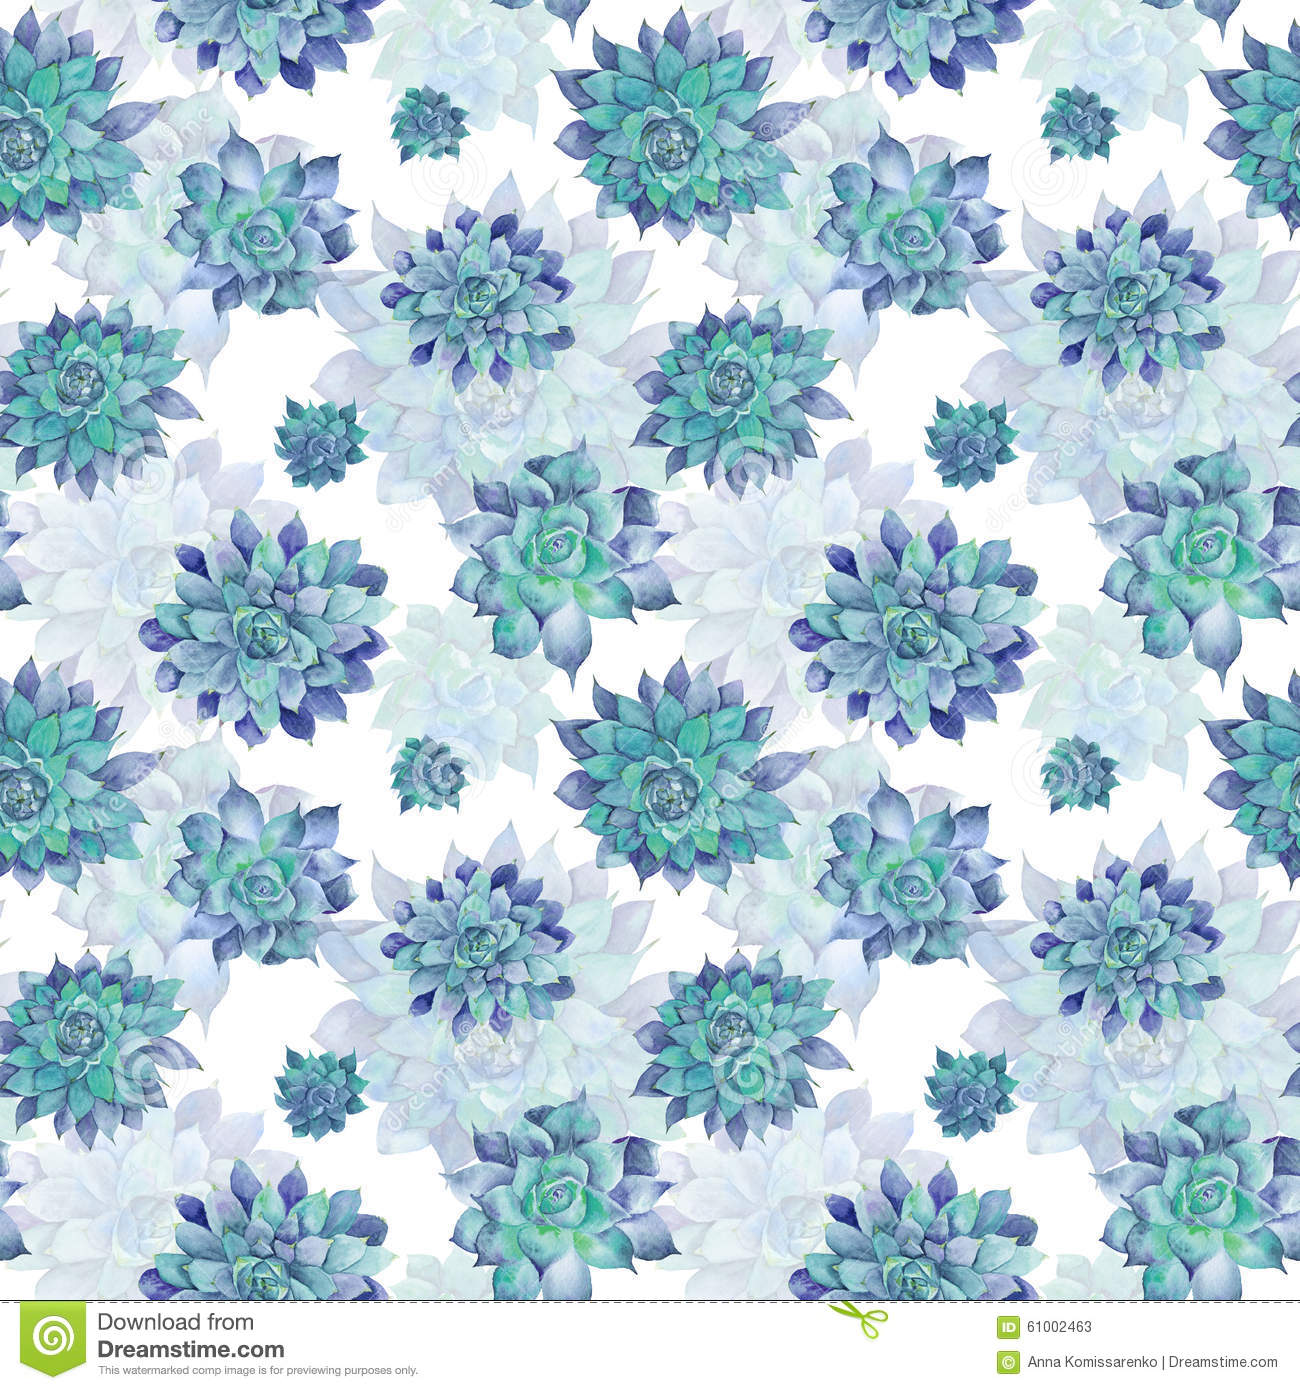 Download from
Dreamstime.com
This watermarked comp image is for previewing purposes only.
ID 61002463
© Anna Komissarenko | Dreamstime.com